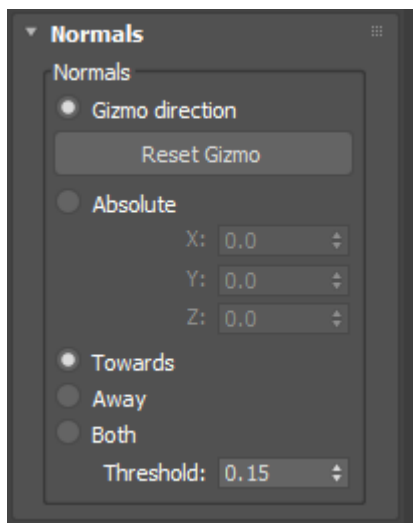 Normals
Normals
Gizmo direction
Reset Gizmo
Absolute
X: 0.0
Y: 0.0
Z: 0.0
Towards
Away
Both
Threshold: 0.15